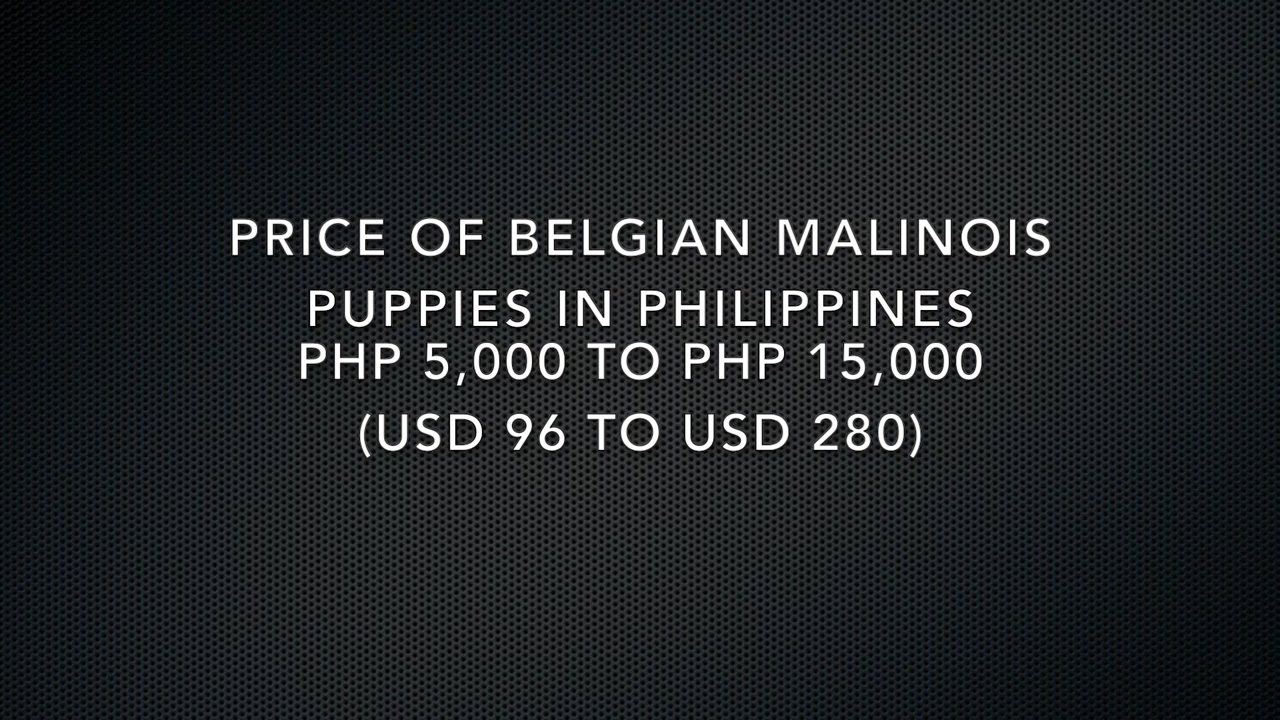 PRICE OF BELGIAN MALINOIS
PUPPIES IN PHILIPPINES
PHP 5,000 TO PHP 15,000
(USD 96 TO USD 280)